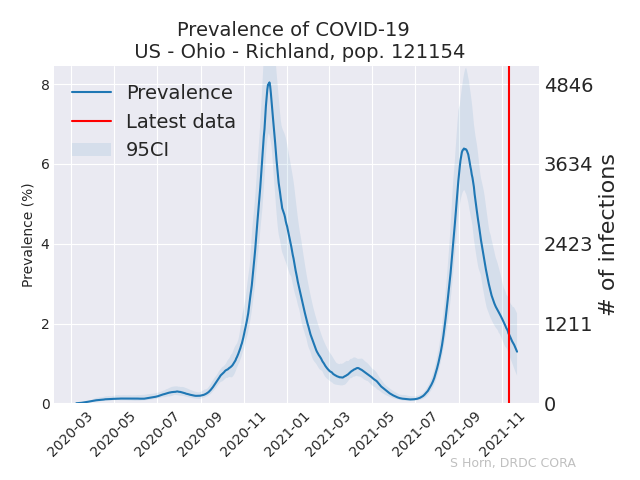 Prevalence of COVID-19
US - Ohio - Richland, pop. 121154
Prevalence
Latest data
95CI
Prevalence (%)
8
6
4
2
0
4846
3634
2423
1211
0
# of infections
2020-03
2020-05
2020-07
2020-09
2020-11
2021-01
2021-03
2021-05
2021-07
2021-09
2021-11
S Horn, DRDC CORA